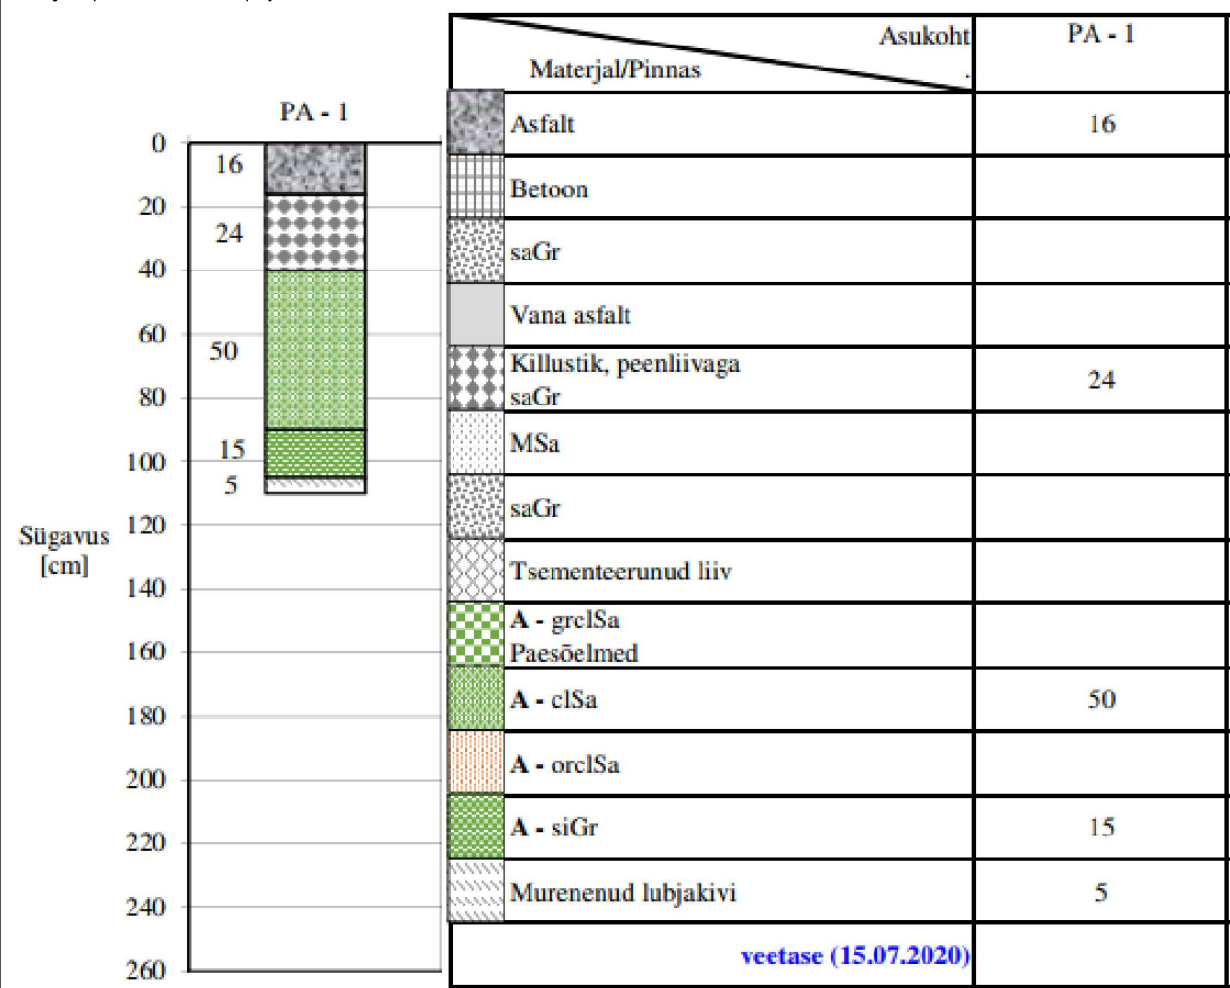 PA - 1
0
16
20
24
40
60
50
80
15
100
5
Sügavus
[cm]
120
140
160
180
200
220
240
260
Asukoht
PA - 1
Materjal/Pinnas
.
Asfalt
16
Betoon
saGr
Vana asfalt
Killustik, peenliivaga
saGr
24
MSa
saGr
Tsementeerunud liiv
A - grclSa
Paesõelmed
A - clSa
50
A - orclSa
A - siGr
15
Murenenud lubjakivi
5
veetase (15.07.2020)